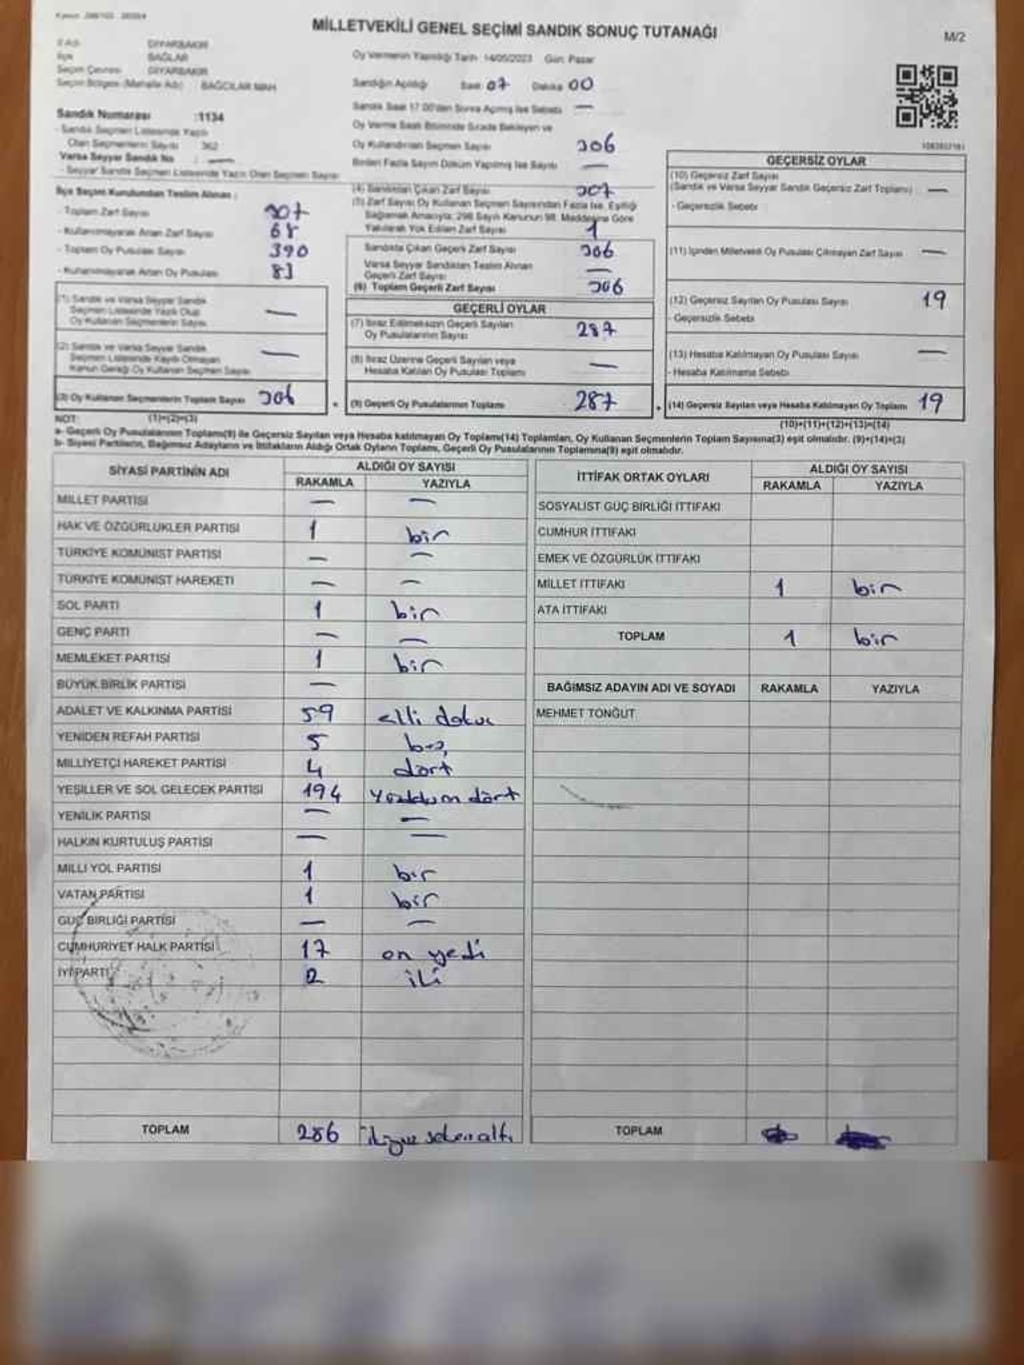 MİLLETVEKİLİ GENEL SEÇİMİ SANDIK SONUÇ TUTANAĞI
M/2
DİYARBAKIR
BAĞLAR
Seçim Çevresi DİYARBAKIR
Seçim Bölgesi (Mahalle Adı) BAĞCILAR MAH
Sandık Numarası :1134
- Sandık Seçmen Listesinde Yazılı
Olan Seçmenlerin Sayısı 362
Varsa Seyyar Sandık No —
- Seyyar Sandık Seçmen Listesinde Yazılı Olan Seçmen Sayısı
İlçe Seçim Kurulundan Teslim Alınan :
- Toplam Zarf Sayısı 307
- Kullanılmayarak Artan Zarf Sayısı 68
- Toplam Oy Pusulası Sayısı 390
- Kullanılmayarak Artan Oy Pusulası 83
(1) Sandık ve Varsa Seyyar Sandık
Seçmen Listesinde Yazılı Olup
Oy Kullanan Seçmenlerin Sayısı —
(2) Sandık ve Varsa Seyyar Sandık
Seçmen Listesinde Kayıtlı Olmayan
Kanun Gereği Oy Kullanan Seçmen Sayısı —
(3) Oy Kullanan Seçmenlerin Toplam Sayısı 306
Oy Vermenin Yapıldığı Tarih 14/05/2023 Gün Pazar
Sandığın Açıldığı Saat 07 Dakika 00
Sandık Saat 17.00'den Sonra Açılmış İse Sebebi —
Oy Verme Saati Bitiminde Sırada Bekleyen ve
Oy Kullandırılan Seçmen Sayısı 306
Birden Fazla Sayım Döküm Yapılmış İse Sayısı —
(4) Sandıktan Çıkan Zarf Sayısı 307
(5) Zarf Sayısı Oy Kullanan Seçmen Sayısından Fazla İse, Eşitliği
Sağlamak Amacıyla; 298 Sayılı Kanunun 98. Maddesine Göre
Yakılarak Yok Edilen Zarf Sayısı 1
Sandıkta Çıkan Geçerli Zarf Sayısı 306
Varsa Seyyar Sandıktan Teslim Alınan
Geçerli Zarf Sayısı —
(6) Toplam Geçerli Zarf Sayısı 306
GEÇERLİ OYLAR
(7) İtiraz Edilmeksizin Geçerli Sayılan
Oy Pusulalarının Sayısı 287
(8) İtiraz Üzerine Geçerli Sayılan veya
Hesaba Katılan Oy Pusulası Toplamı —
(9) Geçerli Oy Pusulalarının Toplamı 287
GEÇERSİZ OYLAR
(10) Geçersiz Zarf Sayısı
(Sandık ve Varsa Seyyar Sandık Geçersiz Zarf Toplamı) —
- Geçersizlik Sebebi
(11) İçinden Milletvekili Oy Pusulası Çıkmayan Zarf Sayısı —
(12) Geçersiz Sayılan Oy Pusulası Sayısı 19
- Geçersizlik Sebebi
(13) Hesaba Katılmayan Oy Pusulası Sayısı —
- Hesaba Katılmama Sebebi
(14) Geçersiz Sayılan veya Hesaba Katılmayan Oy Toplamı 19
NOT: (1)+(2)=(3) (10)+(11)+(12)+(13)=(14)
a- Geçerli Oy Pusulaların Toplamı(9) ile Geçersiz Sayılan veya Hesaba katılmayan Oy Toplamı(14) Toplamları, Oy Kullanan Seçmenlerin Toplam Sayısına(3) eşit olmalıdır. (9)+(14)=(3)
b- Siyasi Partilerin, Bağımsız Adayların ve İttifakların Aldığı Ortak Oyların Toplamı, Geçerli Oy Pusulalarının Toplamına(9) eşit olmalıdır.
SİYASİ PARTİNİN ADI ALDIĞI OY SAYISI
RAKAMLA YAZIYLA
MİLLET PARTİSİ — —
HAK VE ÖZGÜRLÜKLER PARTİSİ 1 bir
TÜRKİYE KOMÜNİST PARTİSİ — —
TÜRKİYE KOMÜNİST HAREKETİ — —
SOL PARTİ 1 bir
GENÇ PARTİ — —
MEMLEKET PARTİSİ 1 bir
BÜYÜK BİRLİK PARTİSİ —
ADALET VE KALKINMA PARTİSİ 59 elli dokuz
YENİDEN REFAH PARTİSİ 5 beş
MİLLİYETÇİ HAREKET PARTİSİ 4 dört
YEŞİLLER VE SOL GELECEK PARTİSİ 194 dört
YENİLİK PARTİSİ — —
HALKIN KURTULUŞ PARTİSİ — —
MİLLİ YOL PARTİSİ 1 bir
VATAN PARTİSİ 1 bir
GÜÇ BİRLİĞİ PARTİSİ — —
CUMHURİYET HALK PARTİSİ 17 on yedi
İYİ PARTİ 2 iki
TOPLAM 286 ikiyüz seksen altı
İTTİFAK ORTAK OYLARI ALDIĞI OY SAYISI
RAKAMLA YAZIYLA
SOSYALİST GÜÇ BİRLİĞİ İTTİFAKI
CUMHUR İTTİFAKI
EMEK VE ÖZGÜRLÜK İTTİFAKI
MİLLET İTTİFAKI 1 bir
ATA İTTİFAKI
TOPLAM 1 bir
BAĞIMSIZ ADAYIN ADI VE SOYADI RAKAMLA YAZIYLA
MEHMET TONĞUT
TOPLAM